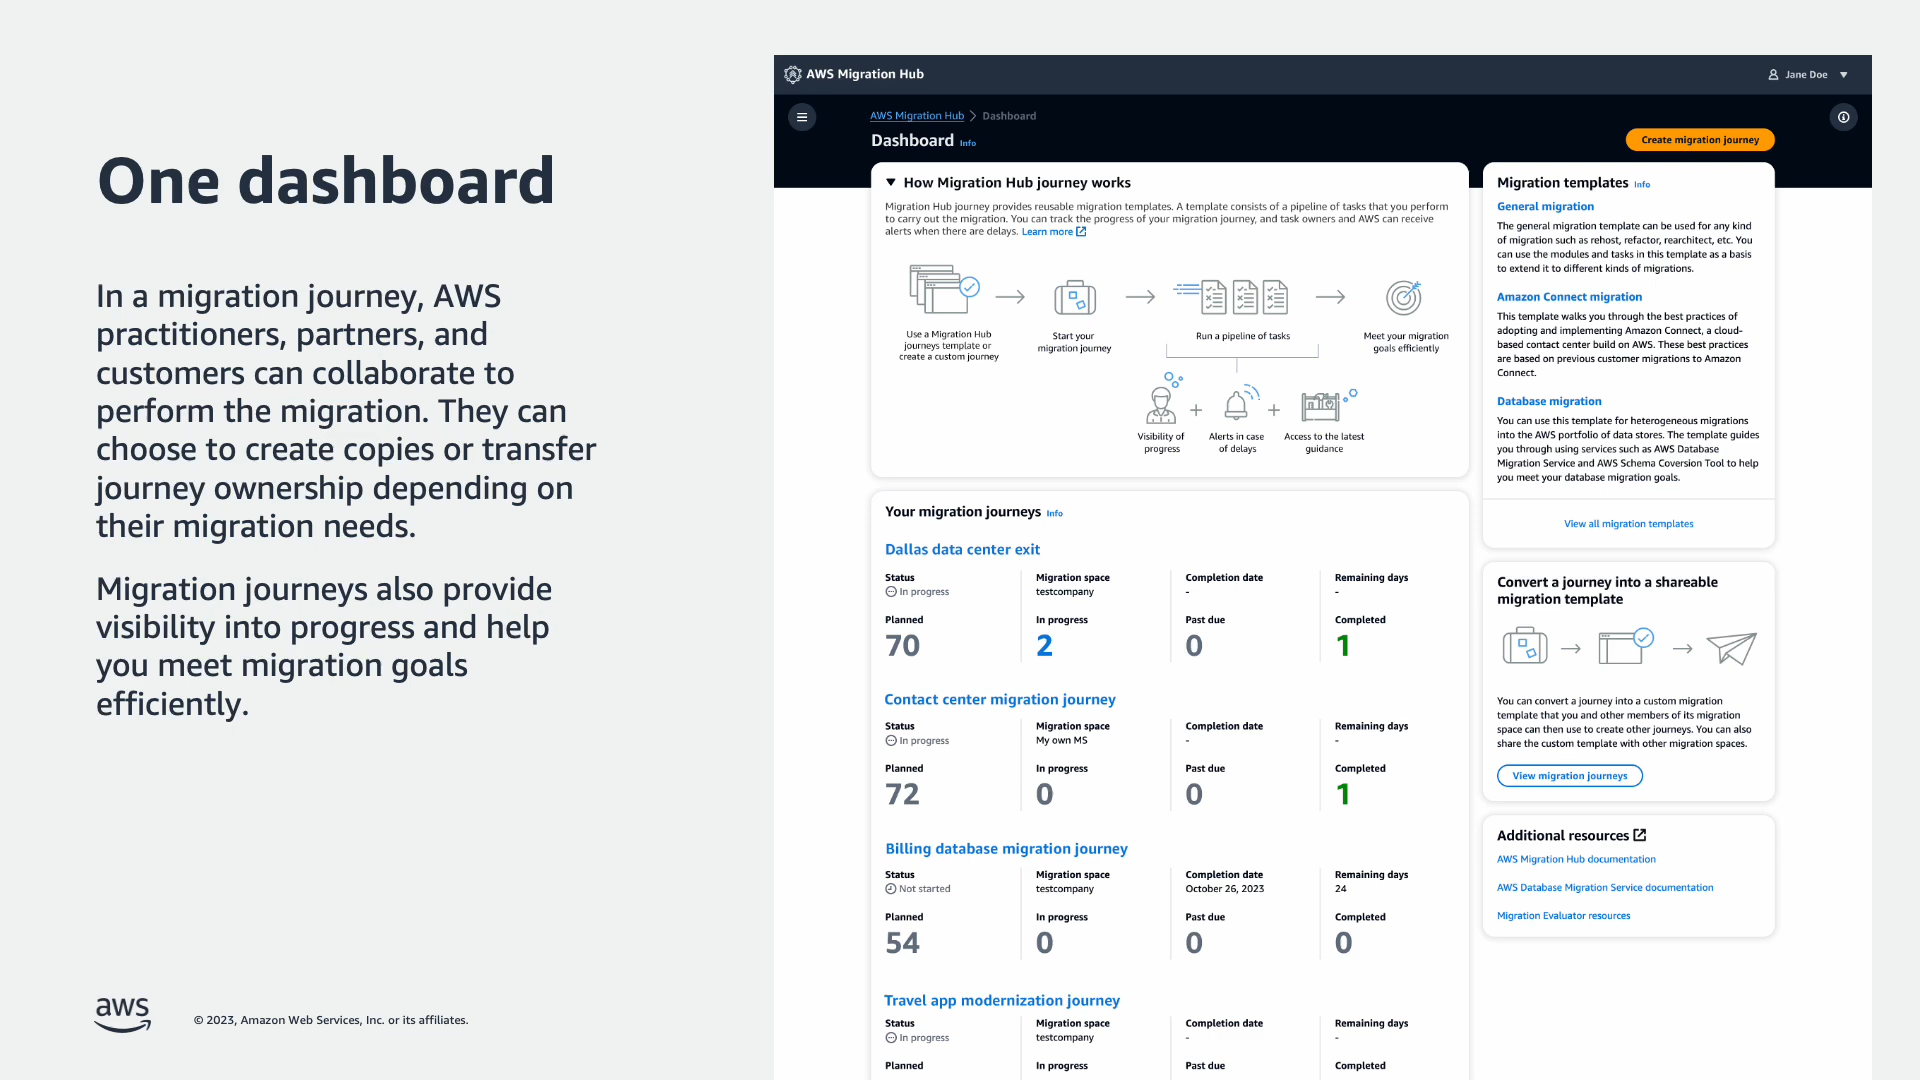 One dashboard
In a migration journey, AWS
practitioners, partners, and
customers can collaborate to
perform the migration. They can
choose to create copies or transfer
journey ownership depending on
their migration needs.
Migration journeys also provide
visibility into progress and help
you meet migration goals
efficiently.
aws
© 2023, Amazon Web Services, Inc. or its affiliates.
AWS Migration Hub
Jane Doe
AWS Migration Hub Dashboard
Dashboard Info
Create migration journey
How Migration Hub journey works
Migration Hub journey provides reusable migration templates. A template consists of a pipeline of tasks that you perform
to carry out the migration. You can track the progress of your migration journey, and task owners and AWS can receive
alerts when there are delays. Learn more
Use a Migration Hub
journeys template or
create a custom journey
Start your
migration journey
Run a pipeline of tasks
Meet your migration
goals efficiently
Visibility of
progress
+
Alerts in case
of delays
+
Access to the latest
guidance
Your migration journeys Info
Dallas data center exit
Status Migration space Completion date Remaining days
In progress testcompany - -
Planned In progress Past due Completed
70 2 0 1
Contact center migration journey
Status Migration space Completion date Remaining days
In progress My own MS - -
Planned In progress Past due Completed
72 0 0 1
Billing database migration journey
Status Migration space Completion date Remaining days
Not started testcompany October 26, 2023 24
Planned In progress Past due Completed
54 0 0 0
Travel app modernization journey
Status Migration space Completion date Remaining days
In progress testcompany - -
Planned In progress Past due Completed
Migration templates Info
General migration
The general migration template can be used for any kind
of migration such as rehost, refactor, rearchitect, etc. You
can use the modules and tasks in this template as a basis
to extend it to different kinds of migrations.
Amazon Connect migration
This template walks you through the best practices of
adopting and implementing Amazon Connect, a cloud-
based contact center build on AWS. These best practices
are based on previous customer migrations to Amazon
Connect.
Database migration
You can use this template for heterogeneous migrations
into the AWS portfolio of data stores. The template guides
you through using services such as AWS Database
Migration Service and AWS Schema Coversion Tool to help
you meet your database migration goals.
View all migration templates
Convert a journey into a shareable
migration template
You can convert a journey into a custom migration
template that you and other members of its migration
space can then use to create other journeys. You can also
share the custom template with other migration spaces.
View migration journeys
Additional resources
AWS Migration Hub documentation
AWS Database Migration Service documentation
Migration Evaluator resources